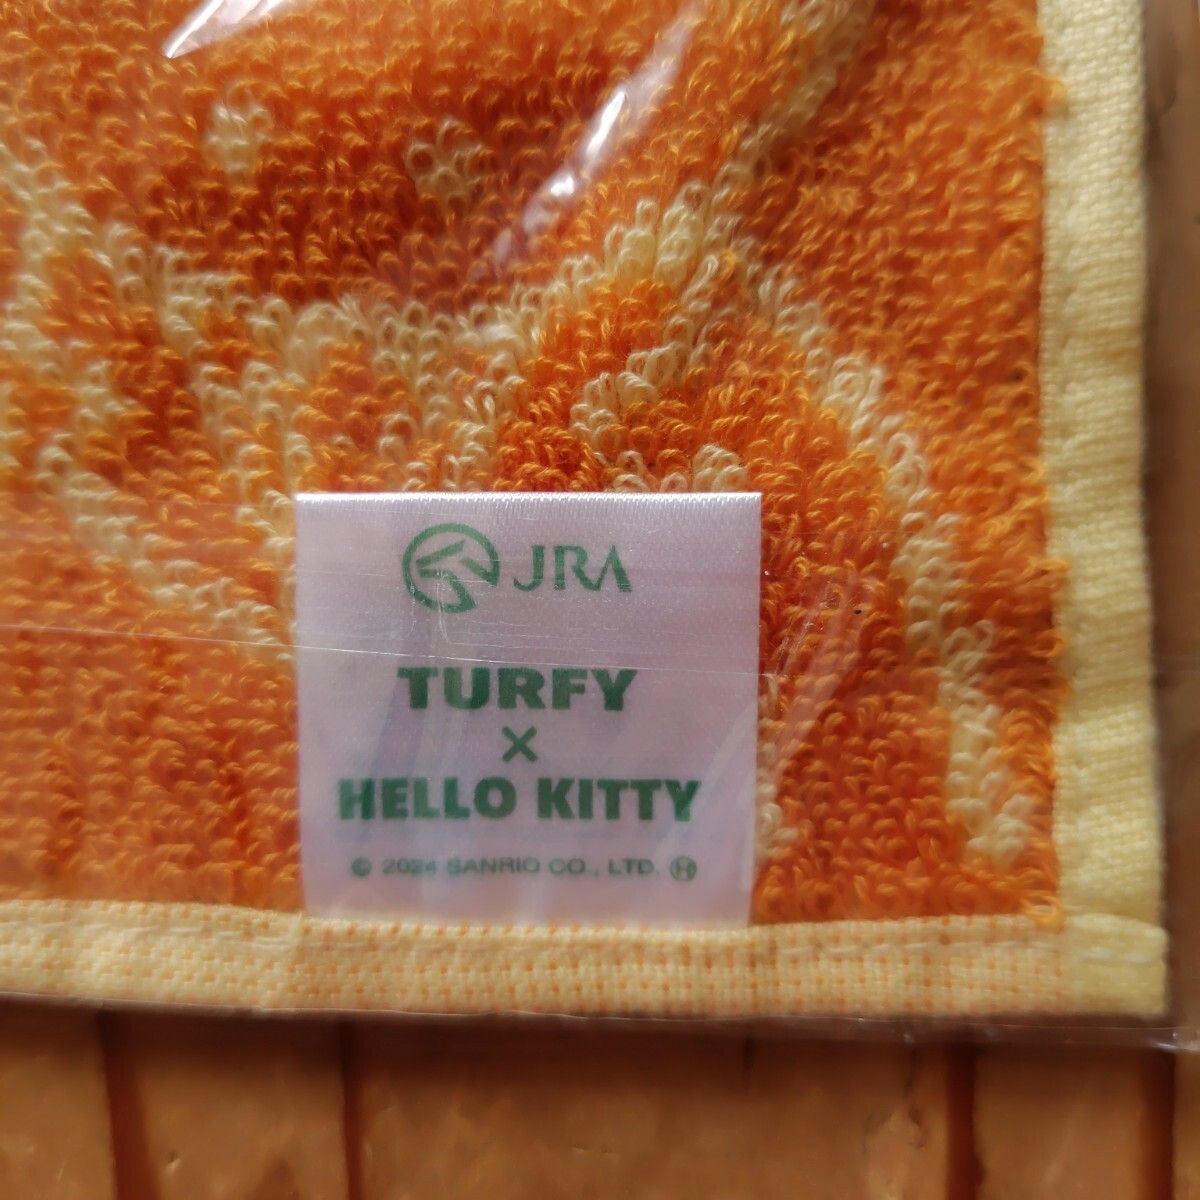 JRA
TURFY
×
HELLO KITTY
© 2024 SANRIO CO., LTD. Ⓗ